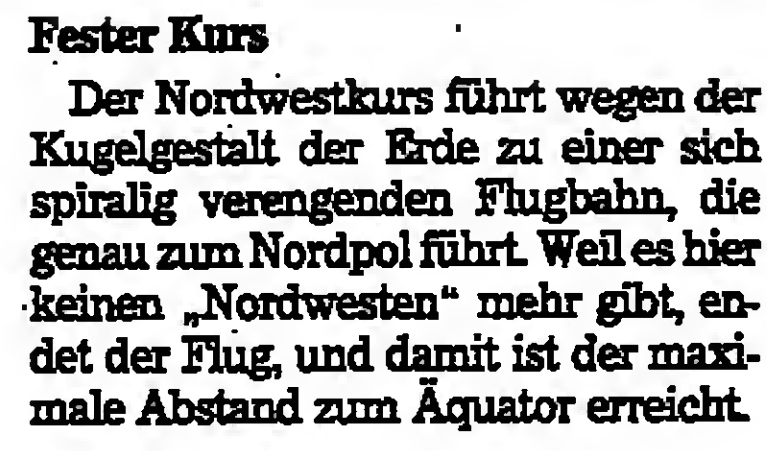 Fester Kurs
Der Nordwestkurs führt wegen der
Kugelgestalt der Erde zu einer sich
spiralig verengenden Flugbahn, die
genau zum Nordpol führt. Weil es hier
keinen „Nordwesten“ mehr gibt, en-
det der Flug, und damit ist der maxi-
male Abstand zum Äquator erreicht.